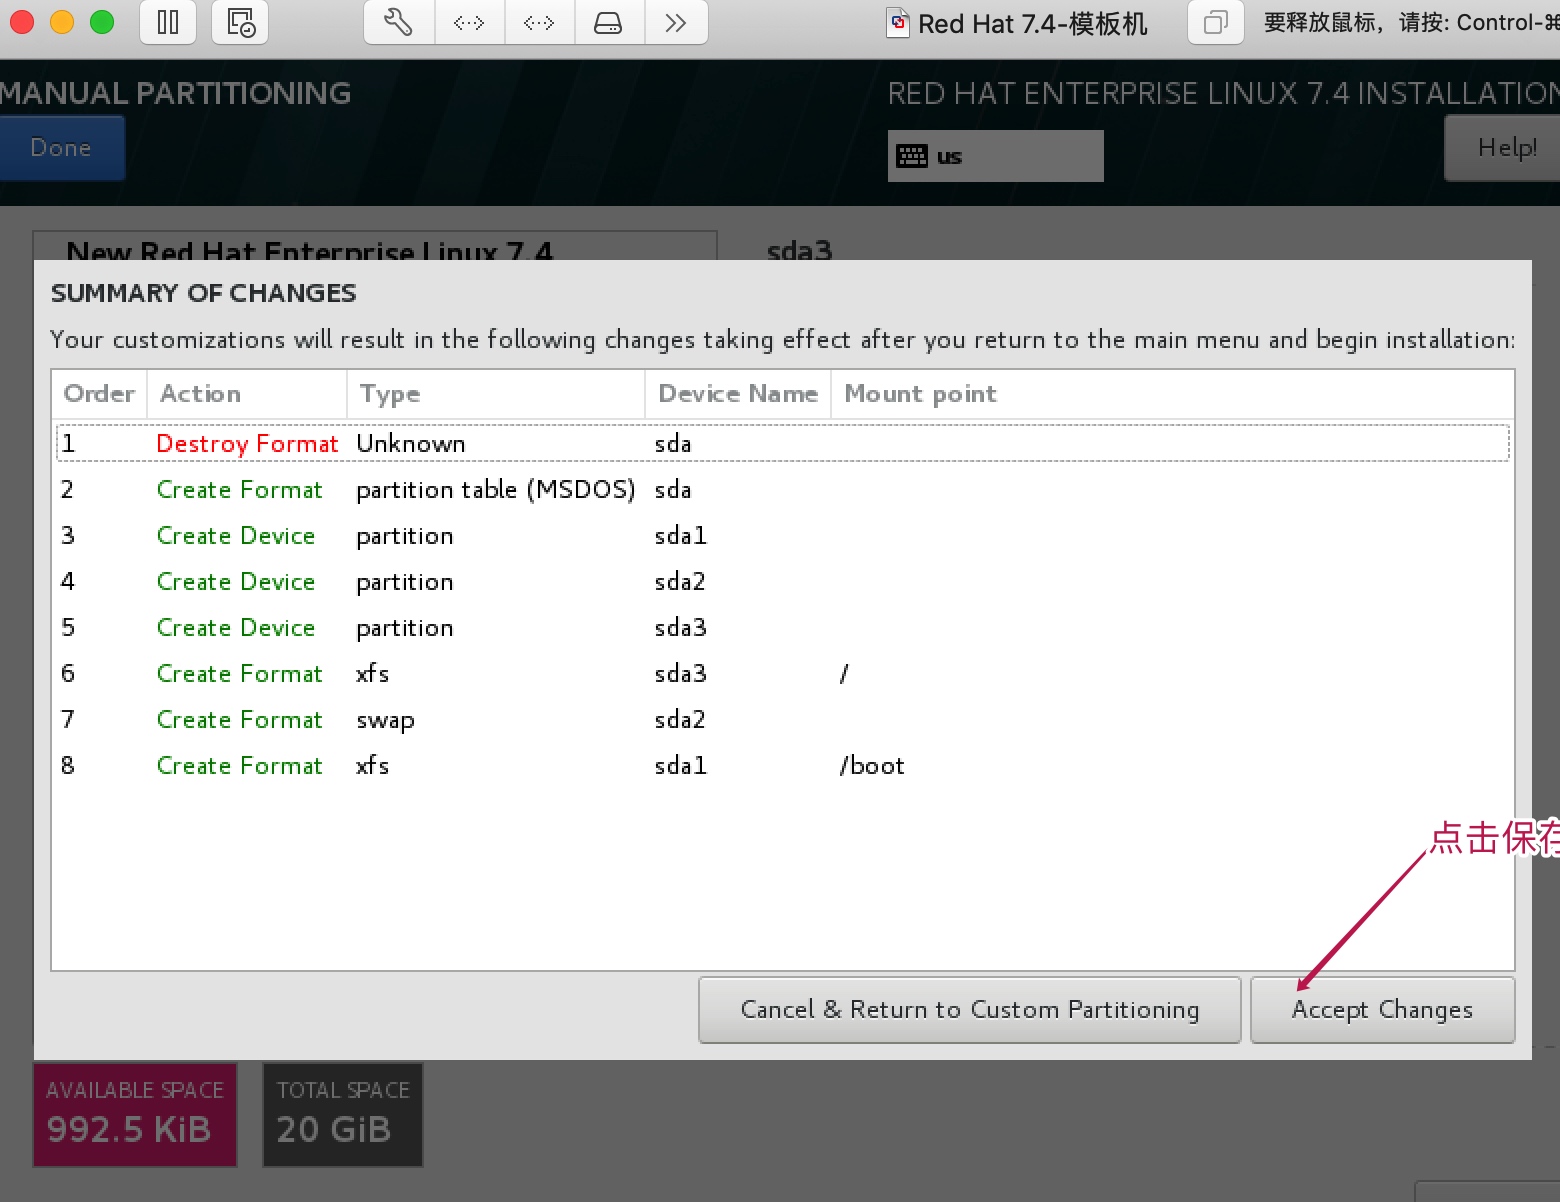 Red Hat 7.4-模板机
要释放鼠标，请按: Control-⌘
MANUAL PARTITIONING
RED HAT ENTERPRISE LINUX 7.4 INSTALLATION
Done
us
Help!
New Red Hat Enterprise Linux 7.4
sda3
SUMMARY OF CHANGES
Your customizations will result in the following changes taking effect after you return to the main menu and begin installation:
Order Action Type Device Name Mount point
1 Destroy Format Unknown sda
2 Create Format partition table (MSDOS) sda
3 Create Device partition sda1
4 Create Device partition sda2
5 Create Device partition sda3
6 Create Format xfs sda3 /
7 Create Format swap sda2
8 Create Format xfs sda1 /boot
点击保存
Cancel & Return to Custom Partitioning
Accept Changes
AVAILABLE SPACE
992.5 KiB
TOTAL SPACE
20 GiB